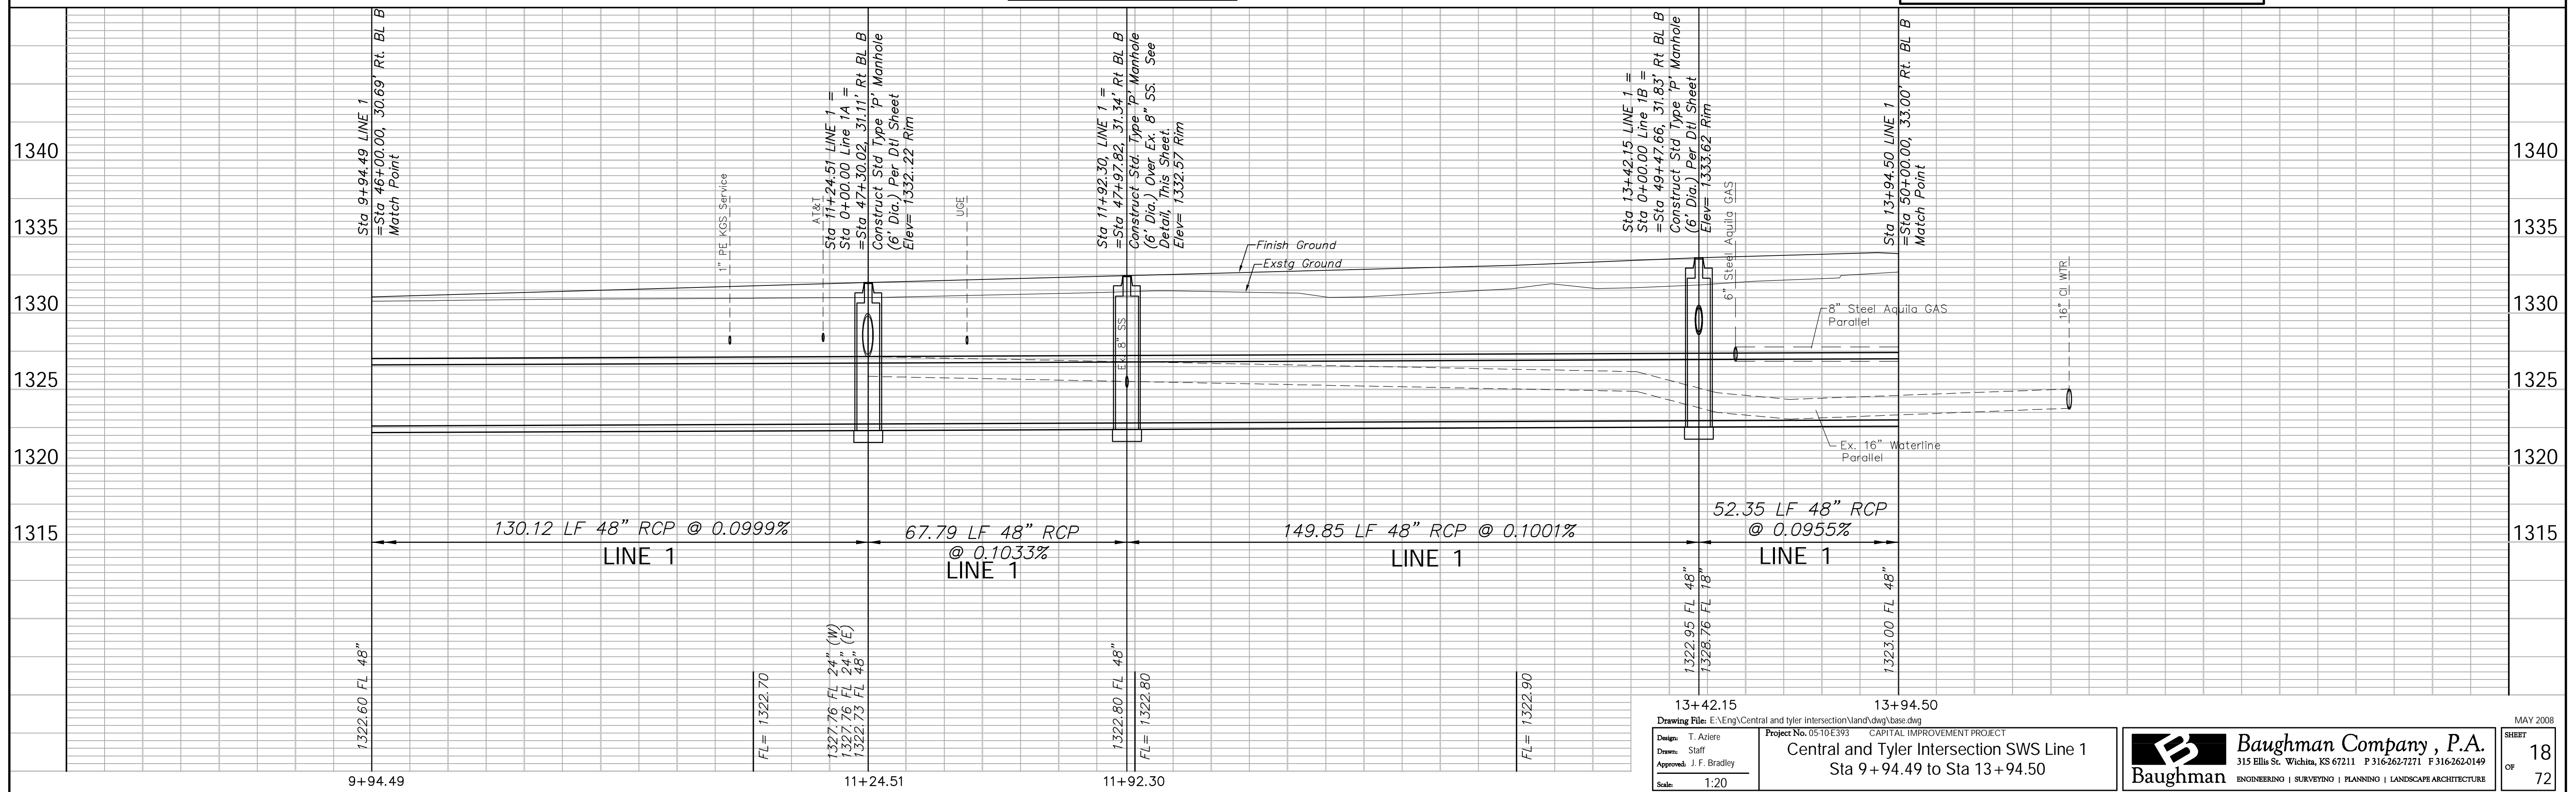 Sta 9+94.49 LINE 1
=Sta 46+00.00, 30.69' Rt. BL B
Match Point
1" PE KGS Service
AT&T
Sta 11+24.51 LINE 1 =
Sta 0+00.00 Line 1A =
=Sta 47+30.02, 31.11' Rt BL B
Construct Std Type 'P' Manhole
(6' Dia.) Per Dtl Sheet
Elev= 1332.22 Rim
UGE
Sta 11+92.30, LINE 1 =
=Sta 47+97.82, 31.34' Rt BL B
Construct Std. Type 'P' Manhole
(6' Dia.) Over Ex. 8" SS. See
Detail, This Sheet.
Elev= 1332.57 Rim
Ex. 8" SS
Finish Ground
Exstg Ground
Sta 13+42.15 LINE 1 =
Sta 0+00.00 Line 1B =
=Sta 49+47.66, 31.83' Rt BL B
Construct Std Type 'P' Manhole
(6' Dia.) Per Dtl Sheet
Elev= 1333.62 Rim
6" Steel Aquila GAS
Sta 13+94.50 LINE 1
=Sta 50+00.00, 33.00' Rt. BL B
Match Point
8" Steel Aquila GAS
Parallel
16" CI WTR
Ex. 16" Waterline
Parallel
1340
1335
1330
1325
1320
1315
1340
1335
1330
1325
1320
1315
130.12 LF 48" RCP @ 0.0999%
LINE 1
67.79 LF 48" RCP
@ 0.1033%
LINE 1
149.85 LF 48" RCP @ 0.1001%
LINE 1
52.35 LF 48" RCP
@ 0.0955%
LINE 1
1322.60 FL 48"
FL= 1322.70
1327.76 FL 24" (W)
1327.76 FL 24" (E)
1322.73 FL 48"
1322.80 FL 48"
FL= 1322.80
FL= 1322.90
1322.95 FL 48"
1328.76 FL 18"
1323.00 FL 48"
9+94.49
11+24.51
11+92.30
13+42.15
13+94.50
Drawing File: E:\Eng\Central and tyler intersection\land\dwg\base.dwg
MAY 2008
Design: T. Aziere
Drawn: Staff
Approved: J. F. Bradley
Scale: 1:20
Project No. 05-10-E393 CAPITAL IMPROVEMENT PROJECT
Central and Tyler Intersection SWS Line 1
Sta 9+94.49 to Sta 13+94.50
Baughman
Baughman Company , P.A.
315 Ellis St. Wichita, KS 67211 P 316-262-7271 F 316-262-0149
ENGINEERING | SURVEYING | PLANNING | LANDSCAPE ARCHITECTURE
SHEET
18
OF
72